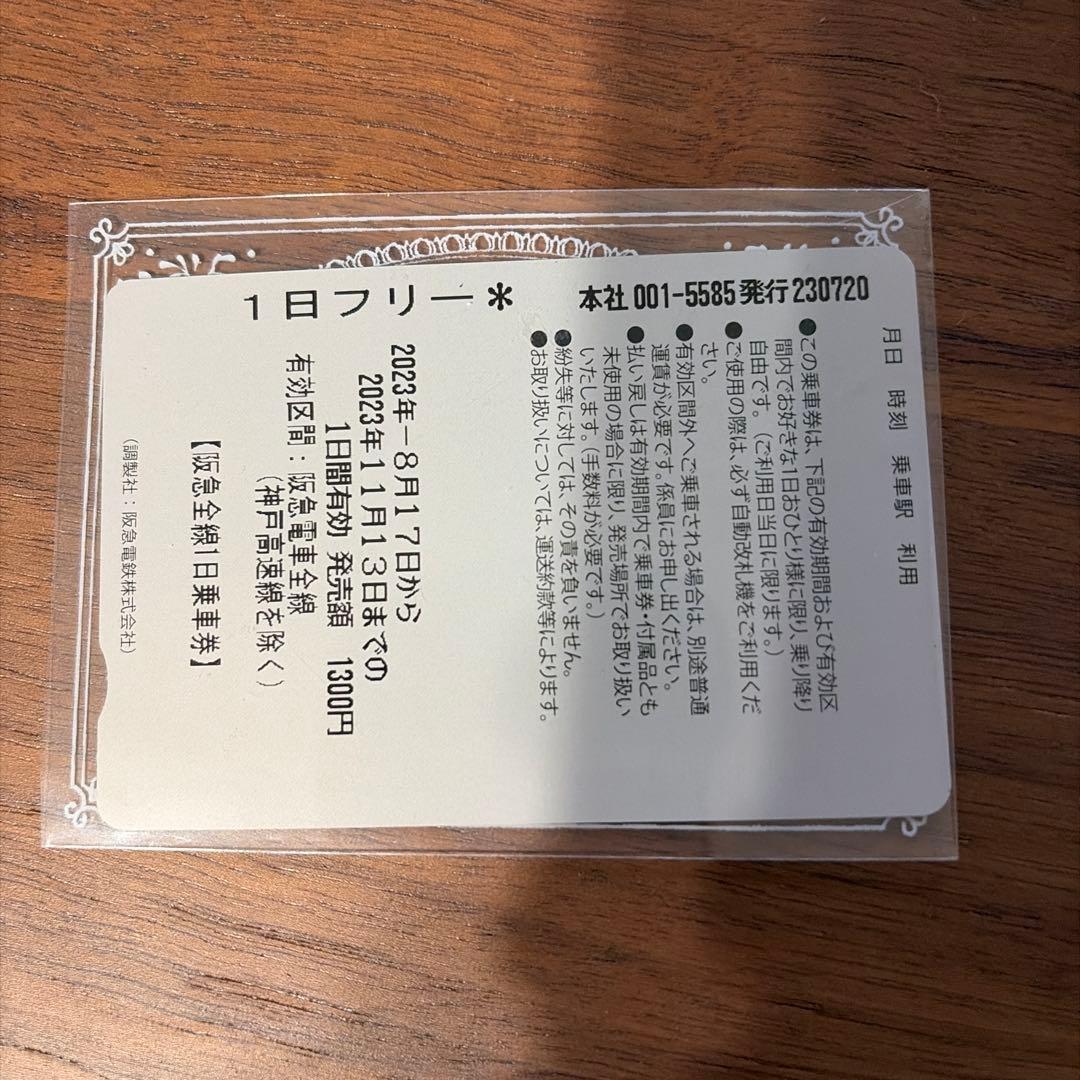 1日フリー*
本社 001-5585 発行 230720
月日 時刻 乗車駅 利用
●この乗車券は、下記の有効期間および有効区
間内でお好きな1日おひとり様に限り、乗り降り
自由です。(ご利用日当日に限ります。)
●ご使用の際は、必ず自動改札機をご利用くだ
さい。
●有効区間外へご乗車される場合は、別途普通
運賃が必要です。係員にお申し出ください。
●払い戻しは有効期間内で乗車券・付属品とも
未使用の場合に限り、発売場所でお取り扱い
いたします。(手数料が必要です。)
●紛失等に対しては、その責を負いません。
●お取り扱いについては、運送約款等によります。
2023年-8月17日から
2023年11月13日までの
1日間有効 発売額 1300円
有効区間:阪急電車全線
(神戸高速線を除く)
【阪急全線1日乗車券】
(調製社:阪急電鉄株式会社)